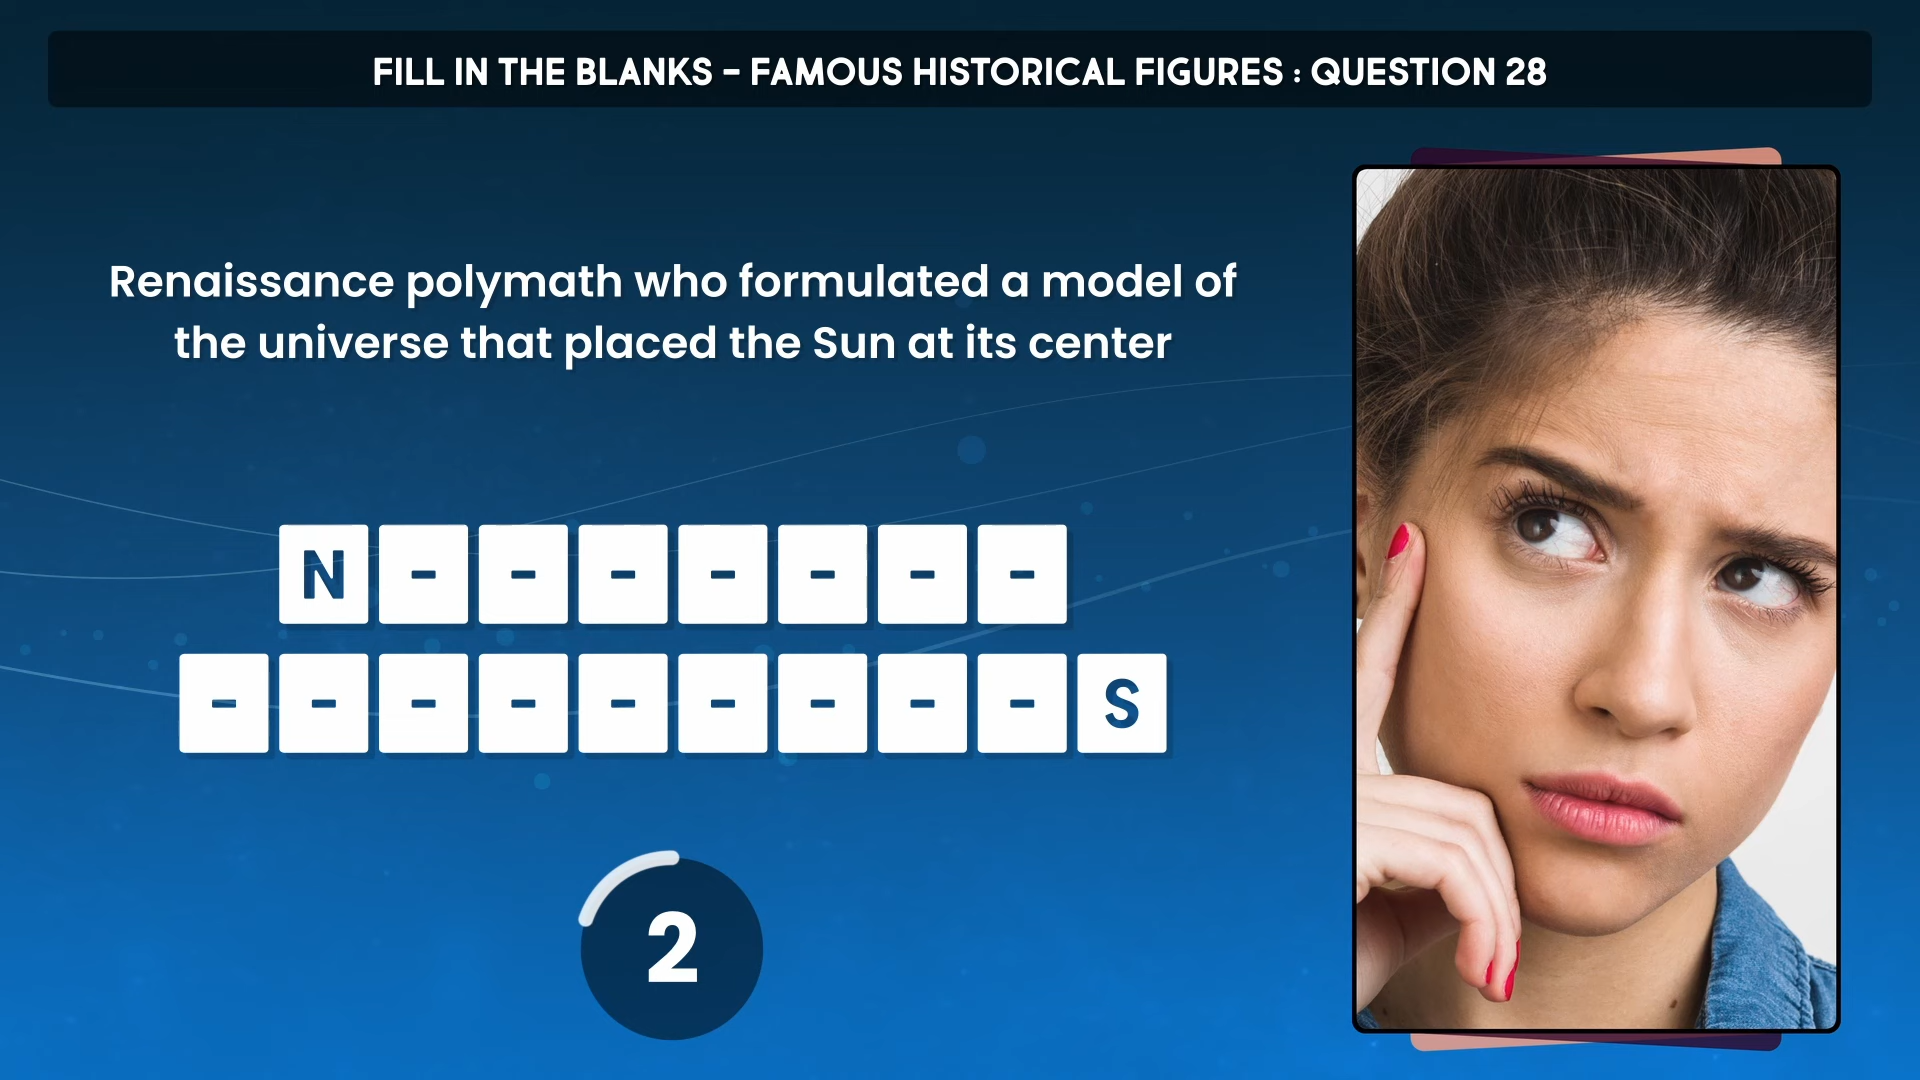 FILL IN THE BLANKS - FAMOUS HISTORICAL FIGURES : QUESTION 28
Renaissance polymath who formulated a model of
the universe that placed the Sun at its center
N - - - - - - -
- - - - - - - - - S
2